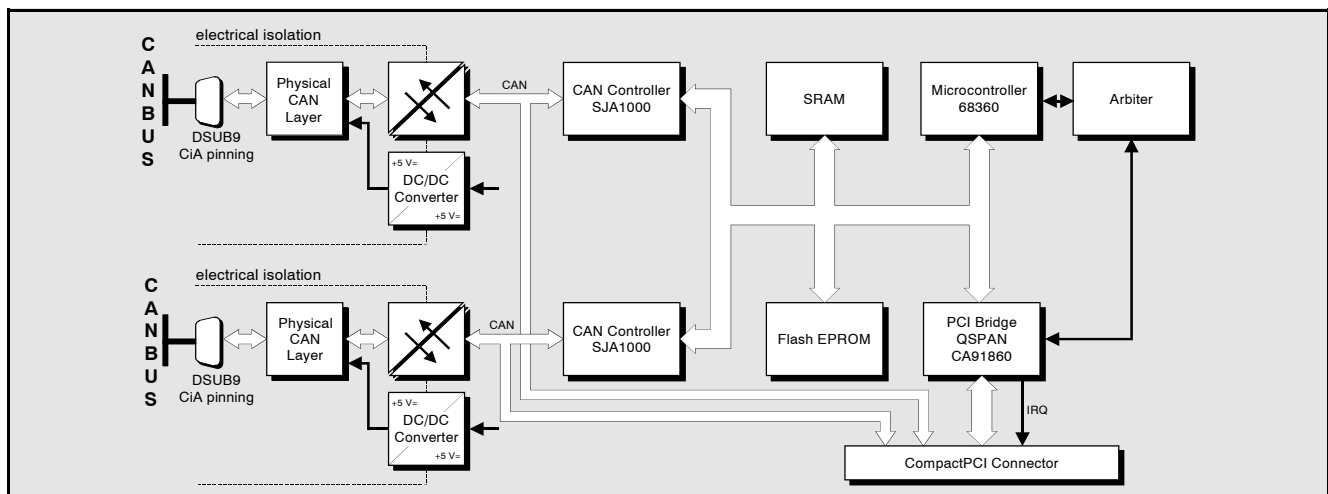 electrical isolation
C
A
N
B
U
S
DSUB9
CiA pinning
Physical
CAN
Layer
+5 V=
DC/DC
Converter
+5 V=
CAN
CAN Controller
SJA1000
SRAM
Microcontroller
68360
Arbiter
electrical isolation
C
A
N
B
U
S
DSUB9
CiA pinning
Physical
CAN
Layer
+5 V=
DC/DC
Converter
+5 V=
CAN
CAN Controller
SJA1000
Flash EPROM
PCI Bridge
QSPAN
CA91860
IRQ
CompactPCI Connector